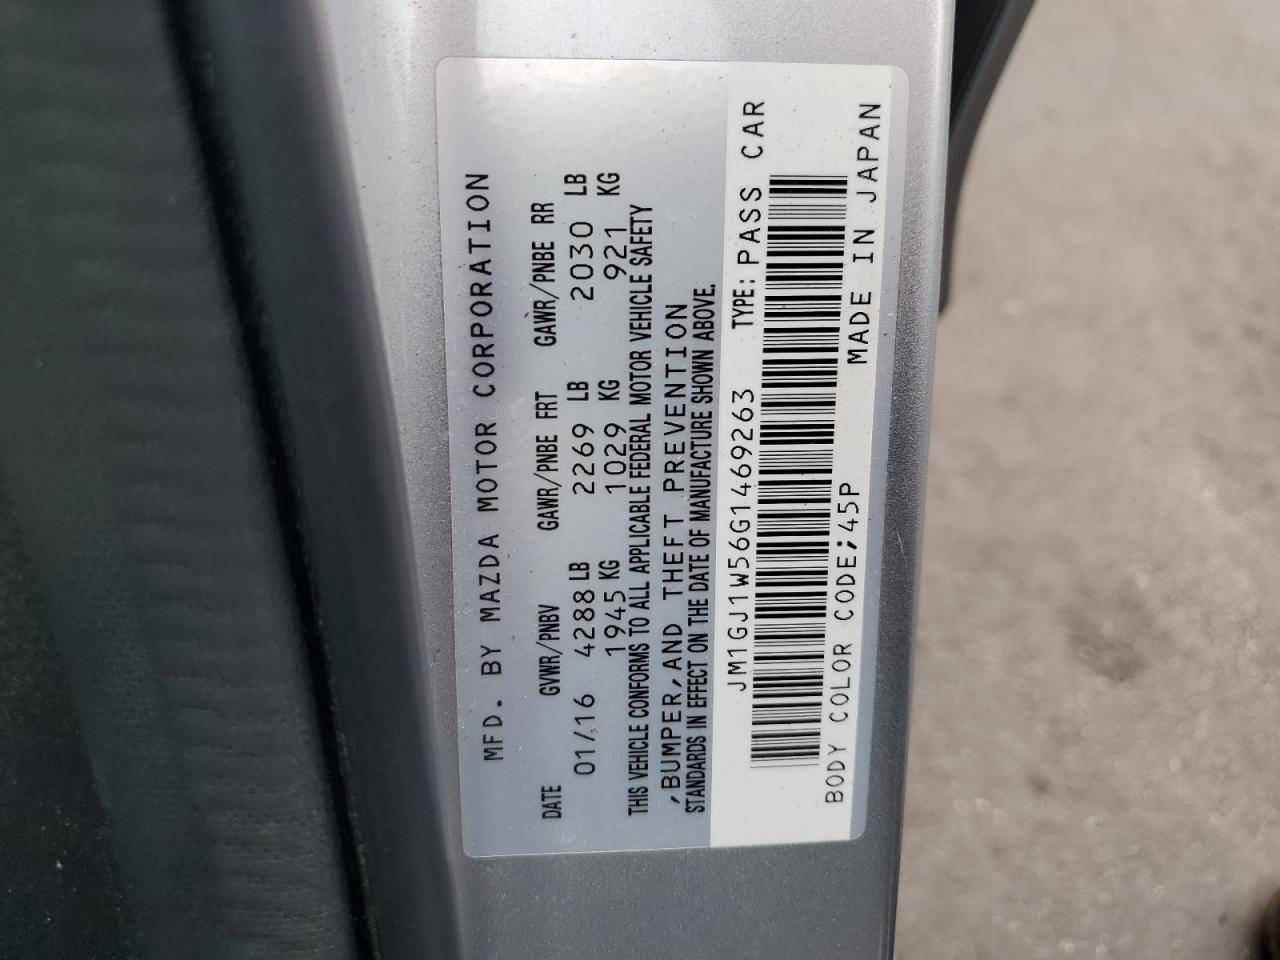 MFD. BY MAZDA MOTOR CORPORATION
DATE GVWR/PNBV GAWR/PNBE FRT GAWR/PNBE RR
01/16 4288 LB 2269 LB 2030 LB
1945 KG 1029 KG 921 KG
THIS VEHICLE CONFORMS TO ALL APPLICABLE FEDERAL MOTOR VEHICLE SAFETY
,BUMPER,AND THEFT PREVENTION
STANDARDS IN EFFECT ON THE DATE OF MANUFACTURE SHOWN ABOVE.
JM1GJ1W56G1469263 TYPE:PASS CAR
BODY COLOR CODE;45P MADE IN JAPAN